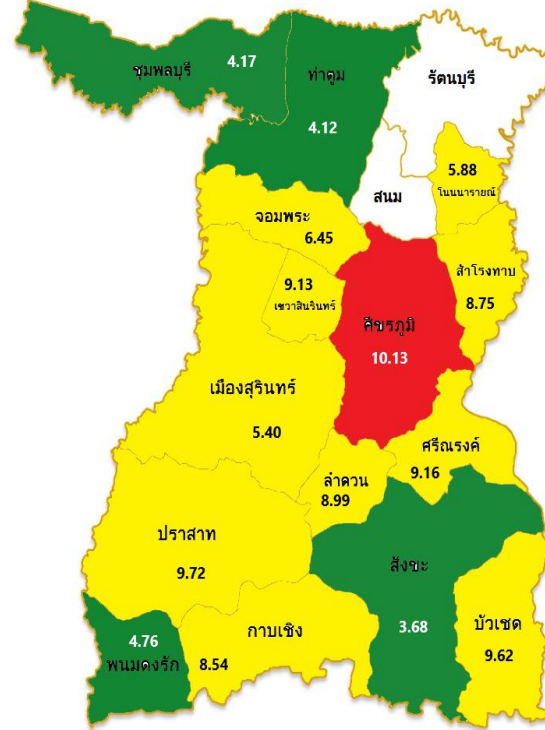 ชุมพลบุรี 4.17
ท่าตูม
4.12
รัตนบุรี
สนม
5.88
โนนนารายณ์
จอมพระ
6.45
9.13
เขวาสินรินทร์
สำโรงทาบ
8.75
ศีขรภูมิ
10.13
เมืองสุรินทร์
5.40
ศรีณรงค์
9.16
ลำดวน
8.99
ปราสาท
9.72
สังขะ
3.68
บัวเชด
9.62
กาบเชิง
8.54
4.76
พนมดงรัก